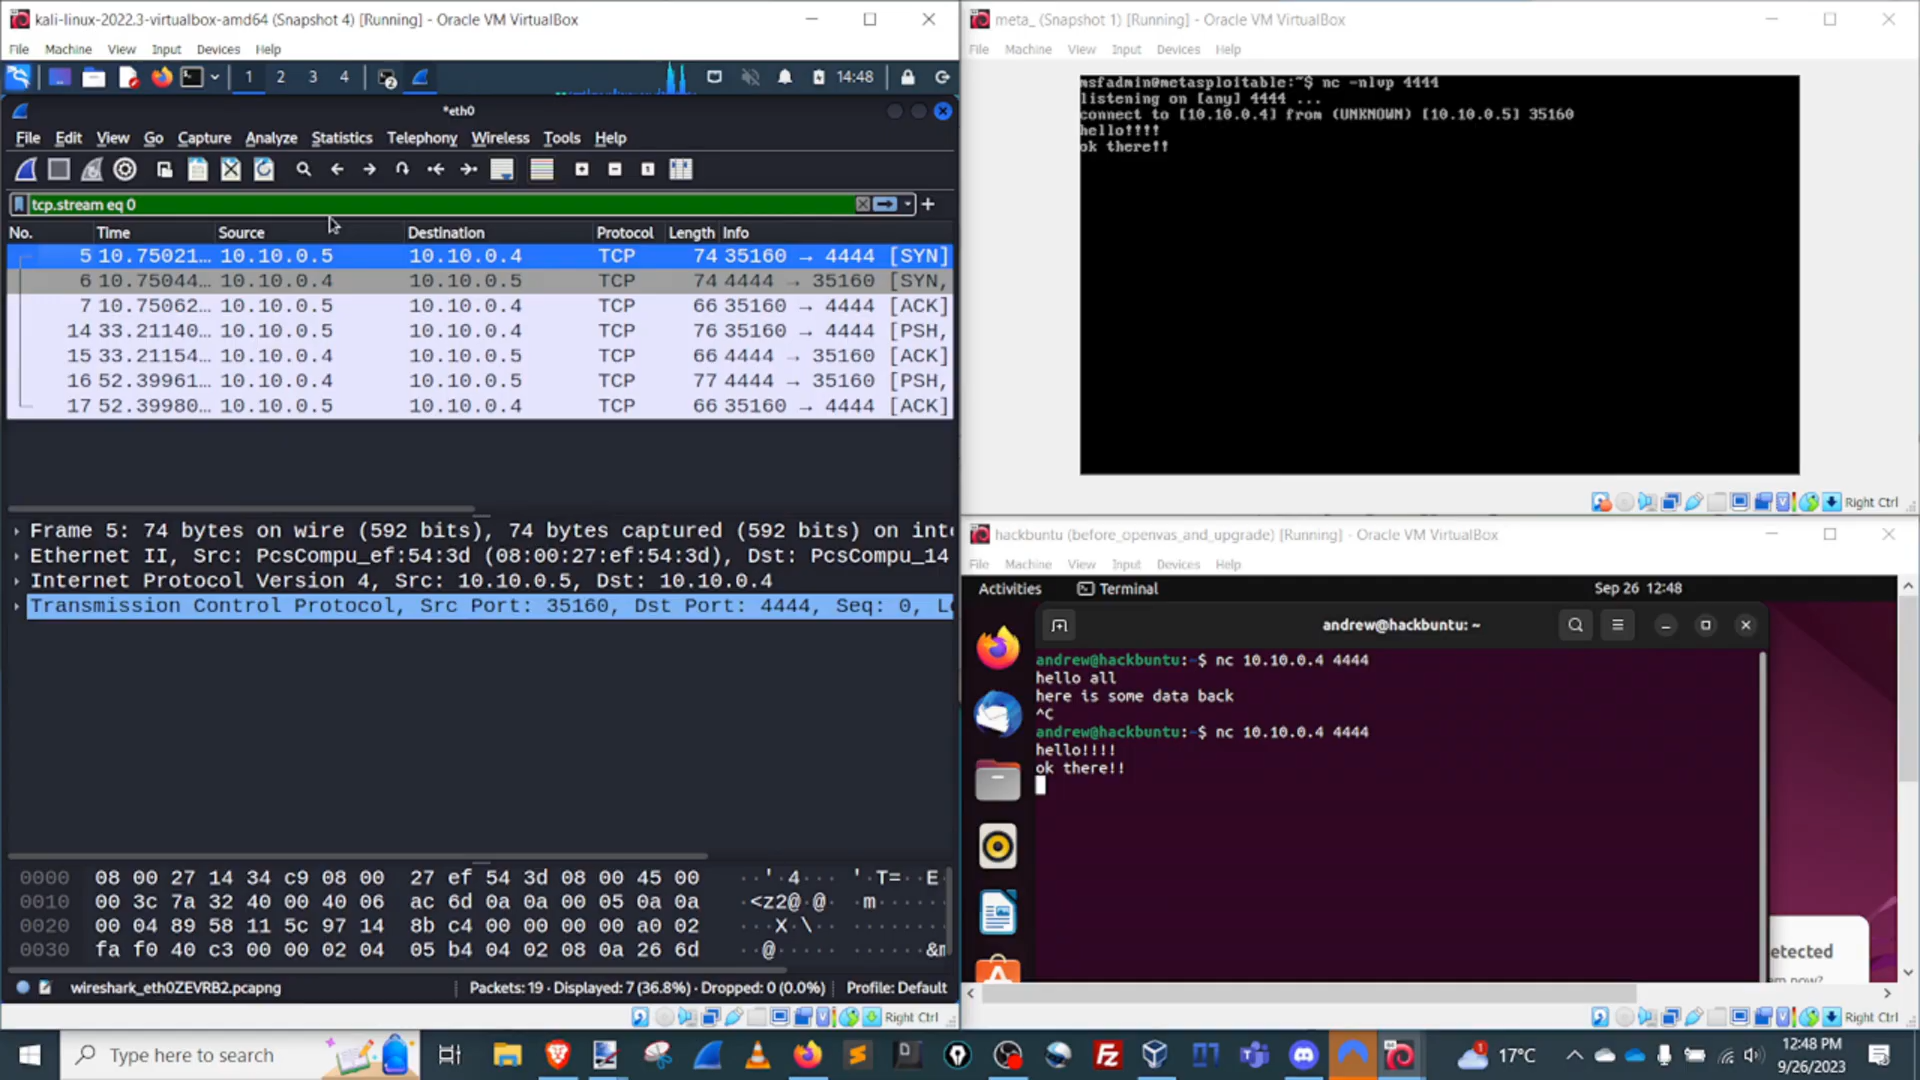 kali-linux-2022.3-virtualbox-amd64 (Snapshot 4) [Running] - Oracle VM VirtualBox
File Machine View Input Devices Help
1 2 3 4 14:48
*eth0
File Edit View Go Capture Analyze Statistics Telephony Wireless Tools Help
tcp.stream eq 0
No. Time Source Destination Protocol Length Info
5 10.75021… 10.10.0.5 10.10.0.4 TCP 74 35160 → 4444 [SYN]
6 10.75044… 10.10.0.4 10.10.0.5 TCP 74 4444 → 35160 [SYN,
7 10.75062… 10.10.0.5 10.10.0.4 TCP 66 35160 → 4444 [ACK]
14 33.21140… 10.10.0.5 10.10.0.4 TCP 76 35160 → 4444 [PSH,
15 33.21154… 10.10.0.4 10.10.0.5 TCP 66 4444 → 35160 [ACK]
16 52.39961… 10.10.0.4 10.10.0.5 TCP 77 4444 → 35160 [PSH,
17 52.39980… 10.10.0.5 10.10.0.4 TCP 66 35160 → 4444 [ACK]
Frame 5: 74 bytes on wire (592 bits), 74 bytes captured (592 bits) on inte
Ethernet II, Src: PcsCompu_ef:54:3d (08:00:27:ef:54:3d), Dst: PcsCompu_14
Internet Protocol Version 4, Src: 10.10.0.5, Dst: 10.10.0.4
Transmission Control Protocol, Src Port: 35160, Dst Port: 4444, Seq: 0, Le
0000 08 00 27 14 34 c9 08 00 27 ef 54 3d 08 00 45 00 ··'·4··· '·T=··E·
0010 00 3c 7a 32 40 00 40 06 ac 6d 0a 0a 00 05 0a 0a ·<z2@·@· ·m······
0020 00 04 89 58 11 5c 97 14 8b c4 00 00 00 00 a0 02 ···X·\·· ········
0030 fa f0 40 c3 00 00 02 04 05 b4 04 02 08 0a 26 6d ··@····· ······&m
wireshark_eth0ZEVRB2.pcapng Packets: 19 · Displayed: 7 (36.8%) · Dropped: 0 (0.0%) Profile: Default
Right Ctrl
meta_ (Snapshot 1) [Running] - Oracle VM VirtualBox
File Machine View Input Devices Help
msfadmin@metasploitable:~$ nc -nlvp 4444
listening on [any] 4444 ...
connect to [10.10.0.4] from (UNKNOWN) [10.10.0.5] 35160
hello!!!!
ok there!!
Right Ctrl
hackbuntu (before_openvas_and_upgrade) [Running] - Oracle VM VirtualBox
File Machine View Input Devices Help
Activities Terminal Sep 26 12:48
andrew@hackbuntu: ~
andrew@hackbuntu:~$ nc 10.10.0.4 4444
hello all
here is some data back
^C
andrew@hackbuntu:~$ nc 10.10.0.4 4444
hello!!!!
ok there!!
etected
em now?
Right Ctrl
Type here to search
17°C
12:48 PM
9/26/2023